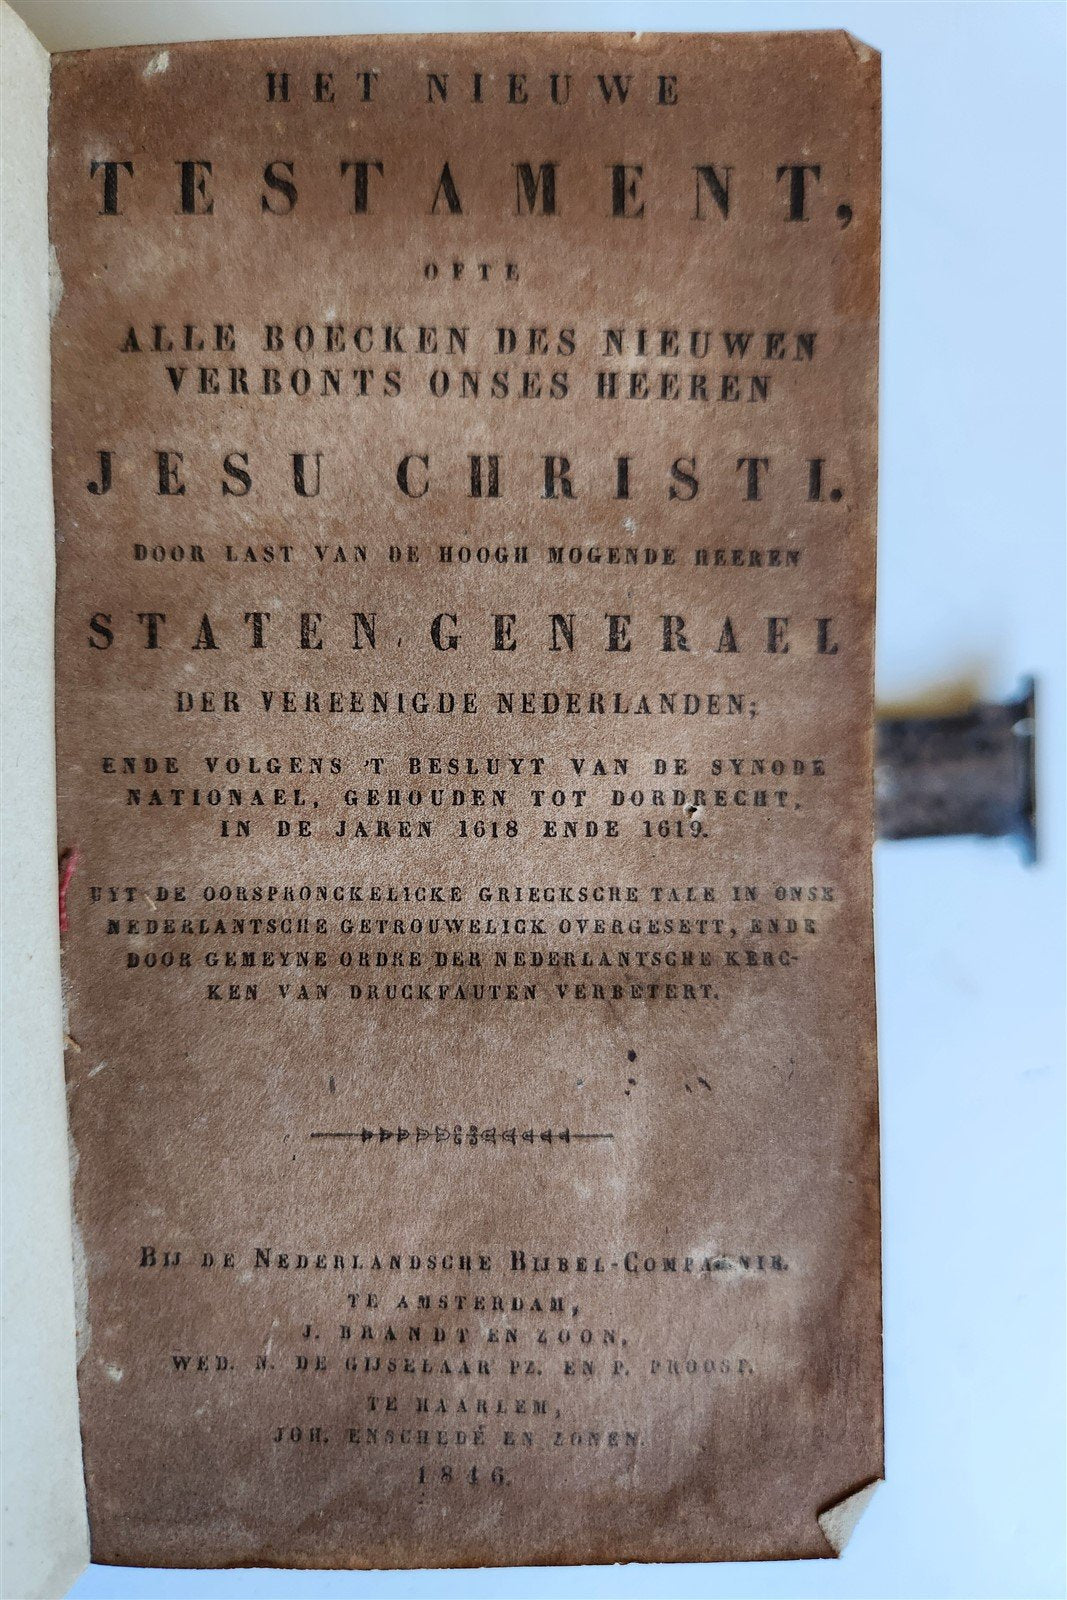 HET NIEUWE
TESTAMENT,
OFTE
ALLE BOECKEN DES NIEUWEN
VERBONTS ONSES HEEREN
JESU CHRISTI.
DOOR LAST VAN DE HOOGH MOGENDE HEEREN
STATEN GENERAEL
DER VEREENIGDE NEDERLANDEN;
ENDE VOLGENS 'T BESLUYT VAN DE SYNODE
NATIONAEL, GEHOUDEN TOT DORDRECHT,
IN DE JAREN 1618 ENDE 1619.
UYT DE OORSPRONCKELICKE GRIECKSCHE TALE IN ONSE
NEDERLANTSCHE GETROUWELICK OVERGESETT, ENDE
DOOR GEMEYNE ORDRE DER NEDERLANTSCHE KERC-
KEN VAN DRUCKFAUTEN VERBETERT.
BIJ DE NEDERLANDSCHE BIJBEL-COMPAGNIE.
TE AMSTERDAM,
J. BRANDT EN ZOON.
WED. N. DE GIJSELAAR PZ. EN P. PROOST.
TE HAARLEM,
JOH. ENSCHEDÉ EN ZONEN.
1846.